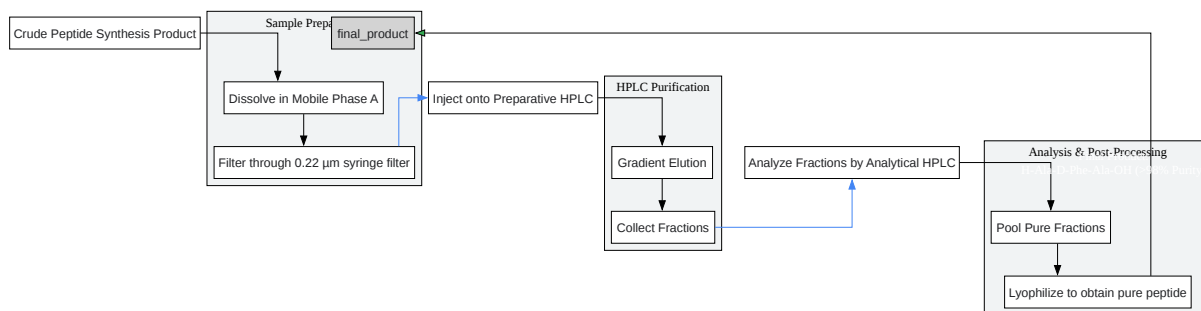 Sample Prepa
final_product
Crude Peptide Synthesis Product
Dissolve in Mobile Phase A
Filter through 0.22 µm syringe filter
Inject onto Preparative HPLC
HPLC Purification
Gradient Elution
Collect Fractions
Analyze Fractions by Analytical HPLC
Analysis & Post-Processing
Pool Pure Fractions
Lyophilize to obtain pure peptide